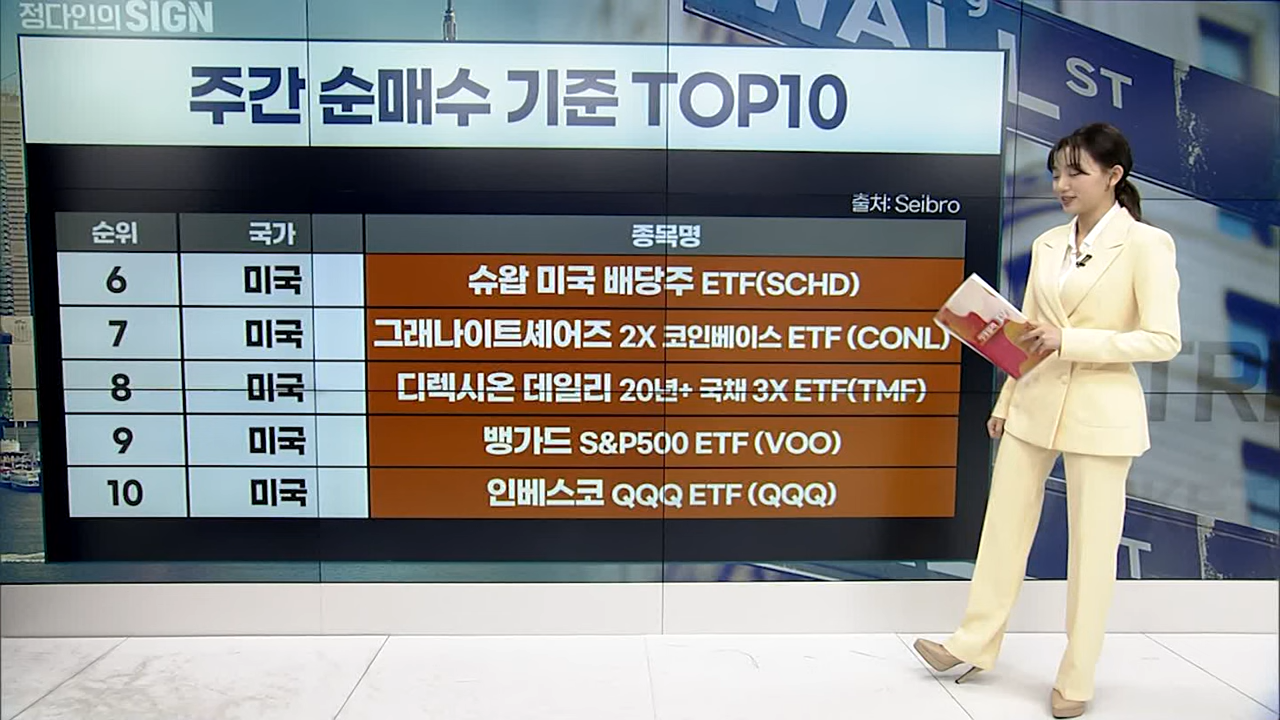 정다인의 SIGN
WALL ST
주간 순매수 기준 TOP10
출처: Seibro
순위 국가 종목명
6 미국 슈왑 미국 배당주 ETF(SCHD)
7 미국 그래나이트셰어즈 2X 코인베이스 ETF (CONL)
8 미국 디렉시온 데일리 20년+ 국채 3X ETF(TMF)
9 미국 뱅가드 S&P500 ETF (VOO)
10 미국 인베스코 QQQ ETF (QQQ)